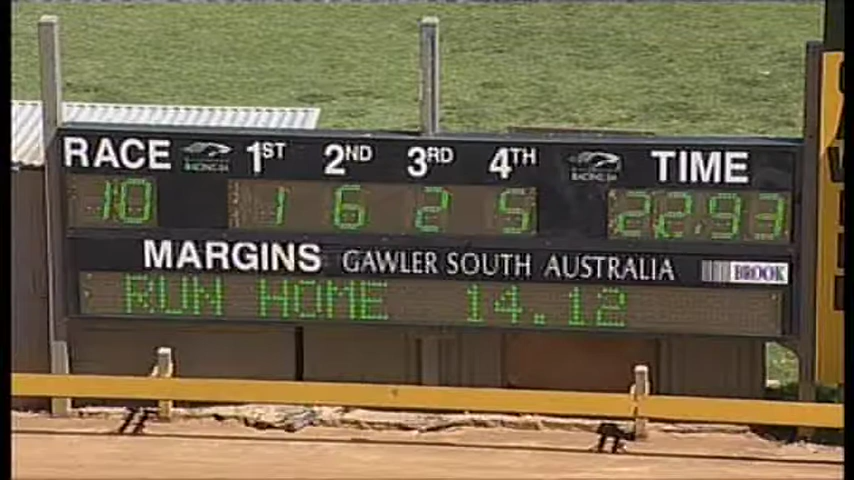 RACE 1ST 2ND 3RD 4TH TIME
10 1 6 2 5 22.93
MARGINS GAWLER SOUTH AUSTRALIA BROOK
RUN HOME 14.12